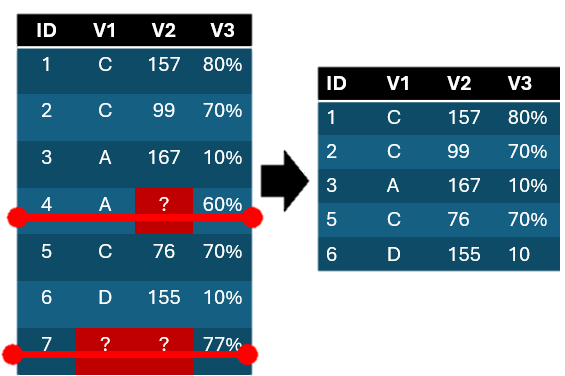 ID V1 V2 V3
1 C 157 80%
2 C 99 70%
3 A 167 10%
4 A ? 60%
5 C 76 70%
6 D 155 10%
7 ? ? 77%
ID V1 V2 V3
1 C 157 80%
2 C 99 70%
3 A 167 10%
5 C 76 70%
6 D 155 10